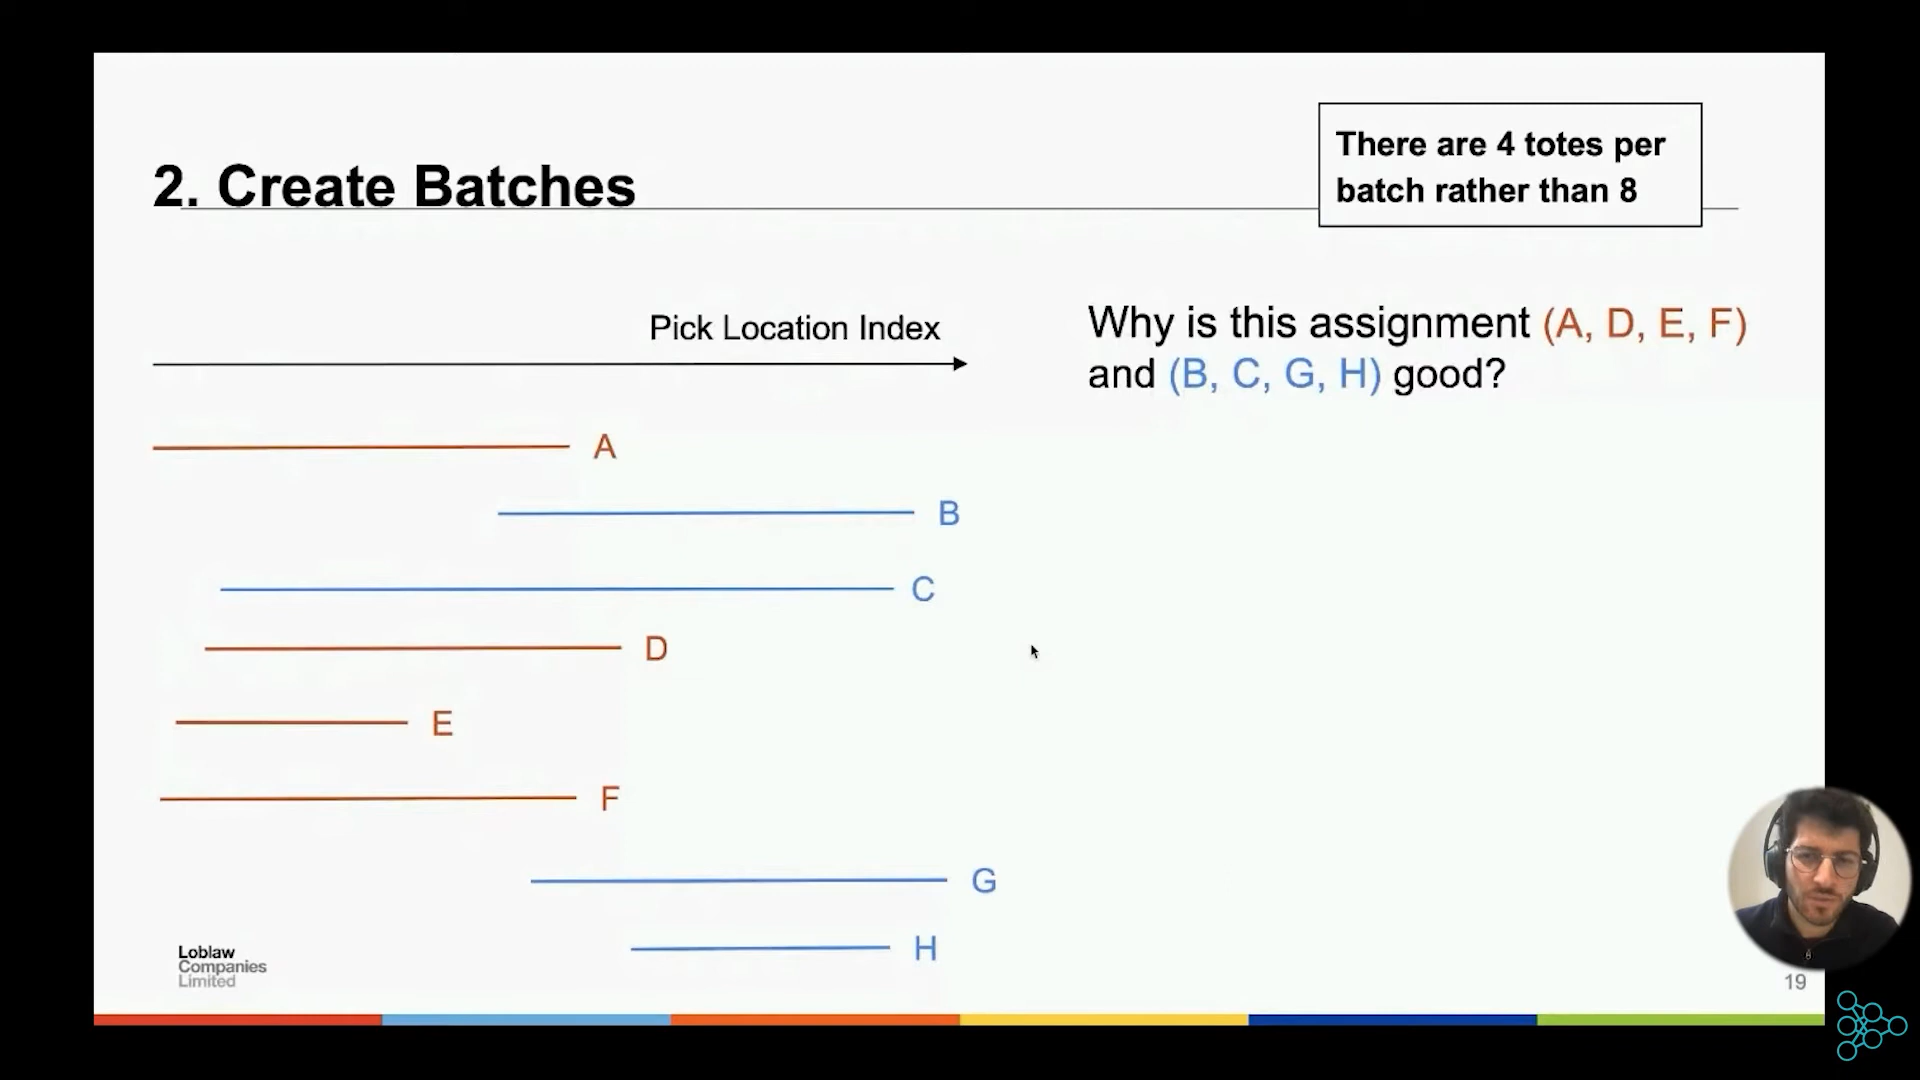 There are 4 totes per
batch rather than 8
2. Create Batches
Pick Location Index
Why is this assignment (A, D, E, F)
and (B, C, G, H) good?
A
B
C
D
E
F
G
H
Loblaw
Companies
Limited
19